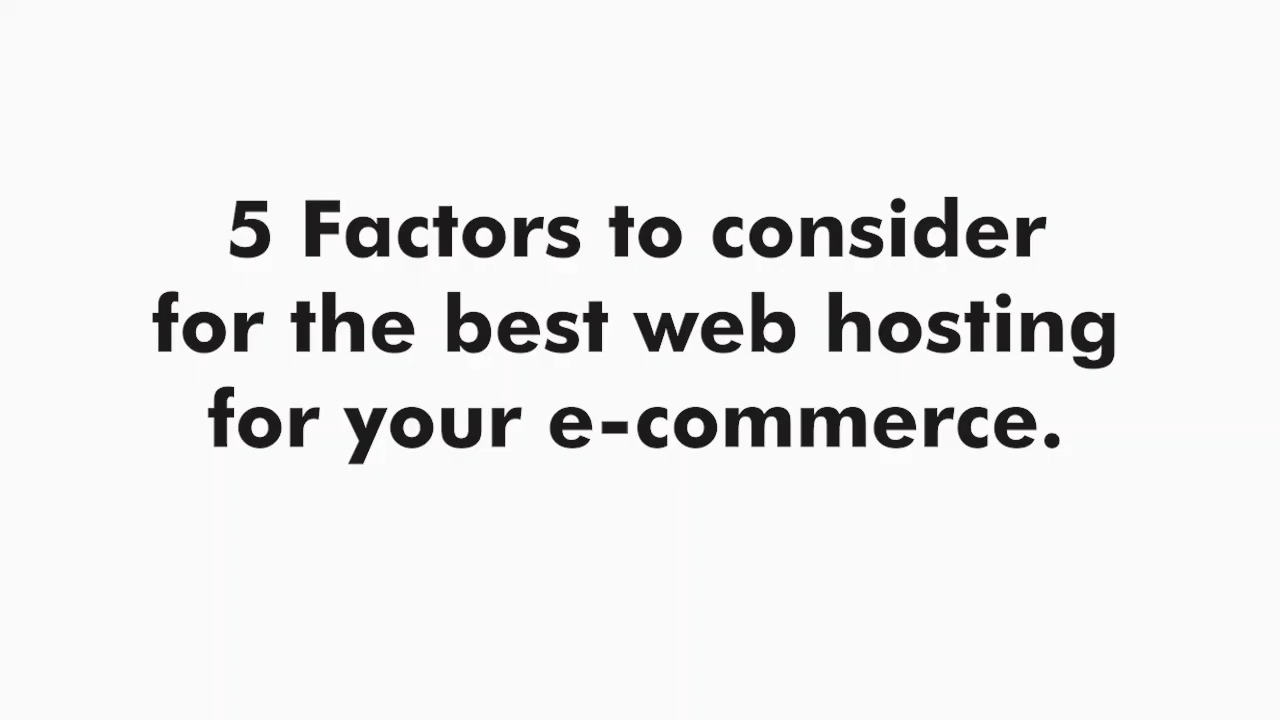 5 Factors to consider
for the best web hosting
for your e-commerce.